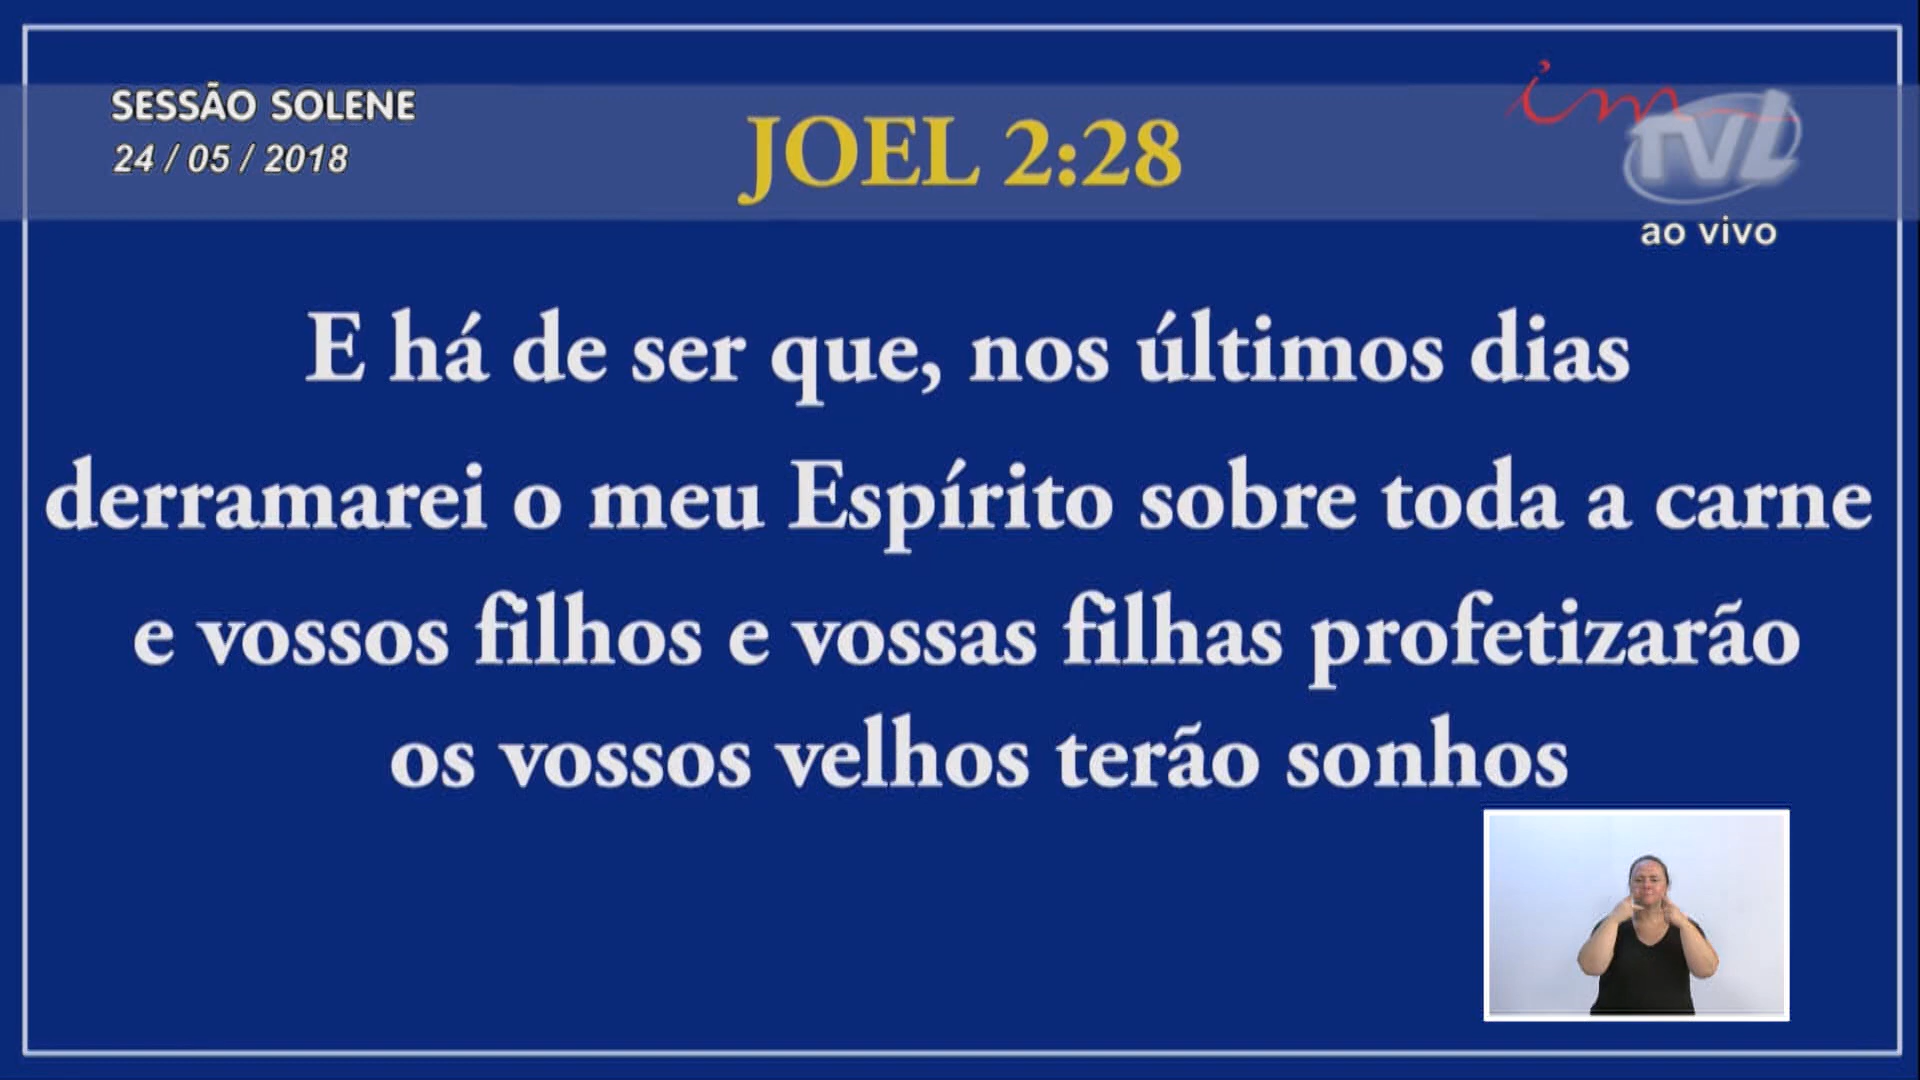 SESSÃO SOLENE
24 / 05 / 2018
JOEL 2:28
im
TVL
ao vivo
E há de ser que, nos últimos dias
derramarei o meu Espírito sobre toda a carne
e vossos filhos e vossas filhas profetizarão
os vossos velhos terão sonhos